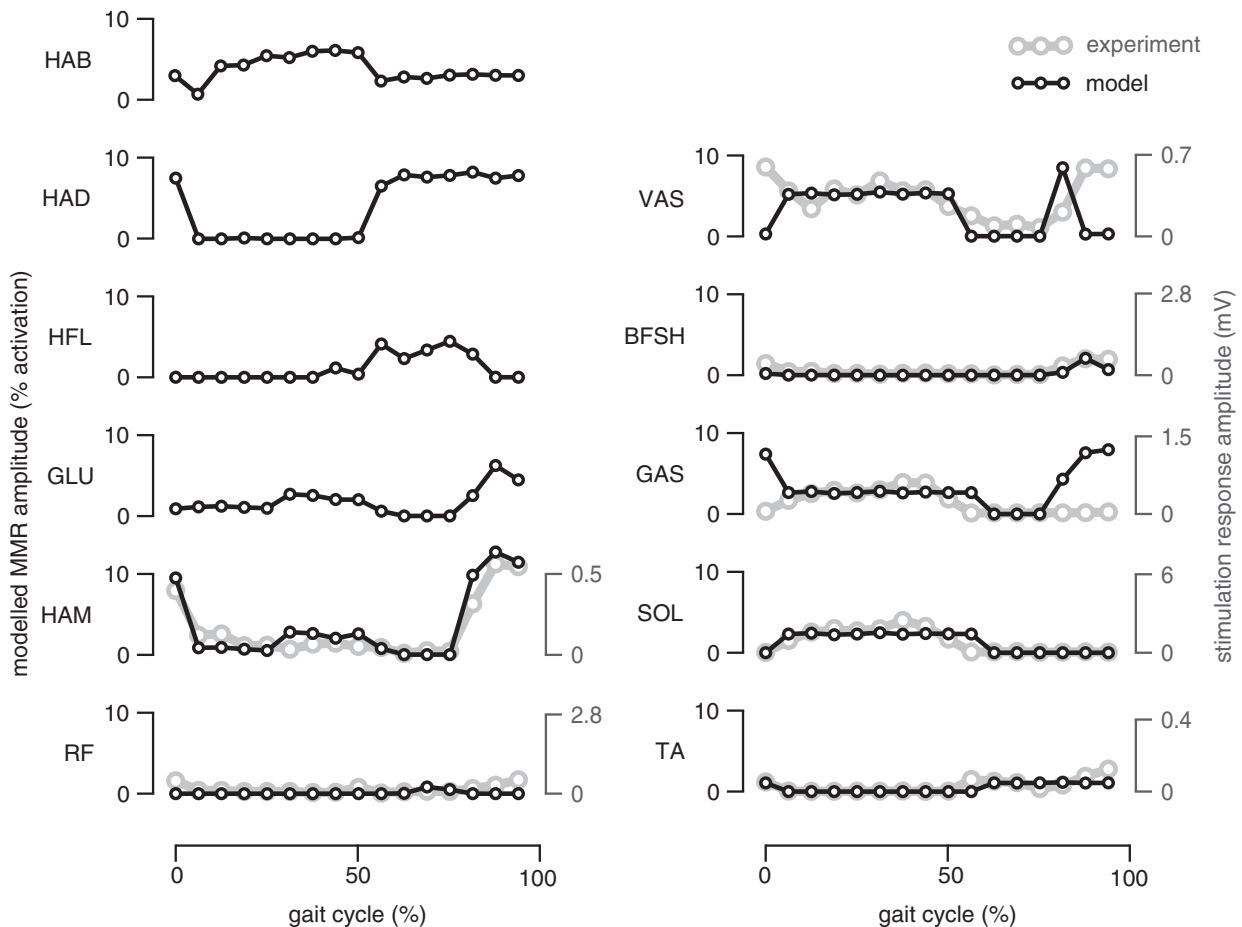 experiment
model
modelled MMR amplitude (% activation)
stimulation response amplitude (mV)
HAB
10
0
HAD
10
0
HFL
10
0
GLU
10
0
HAM
10
0
0.5
0
RF
10
0
2.8
0
0
50
100
gait cycle (%)
VAS
10
0
0.7
0
BFSH
10
0
2.8
0
GAS
10
0
1.5
0
SOL
10
0
6
0
TA
10
0
0.4
0
0
50
100
gait cycle (%)